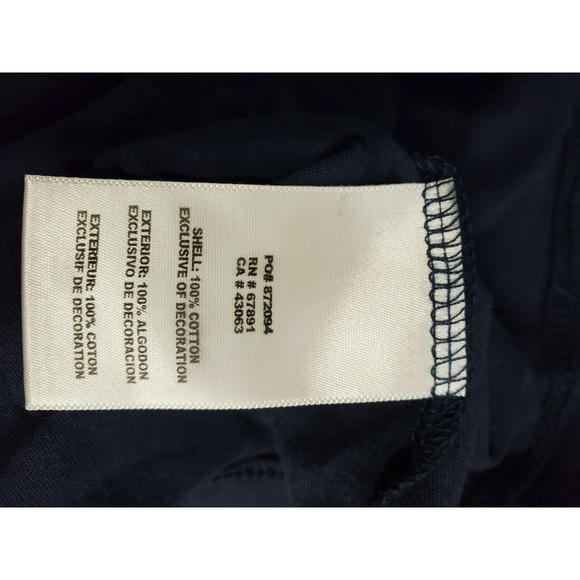 PO# 872094
RN # 67891
CA # 43063
SHELL: 100% COTTON
EXCLUSIVE OF DECORATION
EXTERIOR: 100% ALGODON
EXCLUSIVO DE DECORACION
EXTERIEUR: 100% COTON
EXCLUSIF DE DECORATION